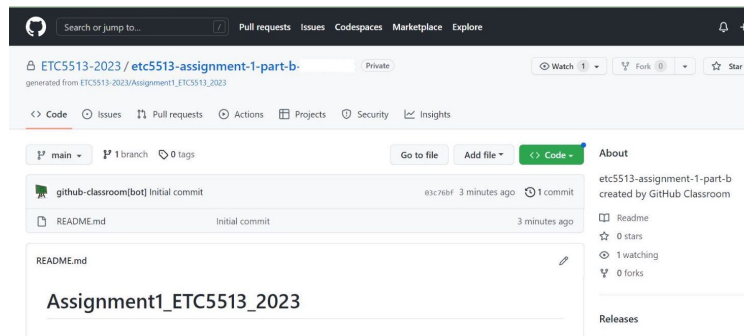 Search or jump to... / Pull requests Issues Codespaces Marketplace Explore
ETC5513-2023 / etc5513-assignment-1-part-b- Private Watch 1 Fork 0 Star
generated from ETC5513-2023/Assignment1_ETC5513_2023
<> Code Issues Pull requests Actions Projects Security Insights
main 1 branch 0 tags Go to file Add file <> Code About
etc5513-assignment-1-part-b
created by GitHub Classroom
github-classroom[bot] Initial commit 03c76bf 3 minutes ago 1 commit
Readme
README.md Initial commit 3 minutes ago
0 stars
1 watching
README.md
0 forks
Assignment1_ETC5513_2023
Releases